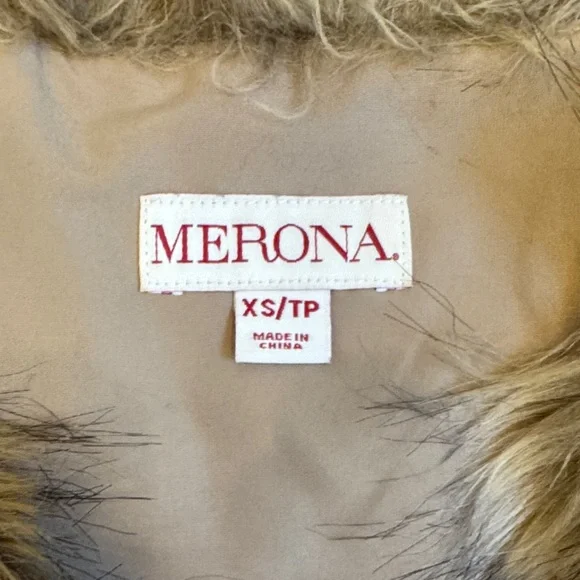 MERONA.
XS/TP
MADE IN
CHINA